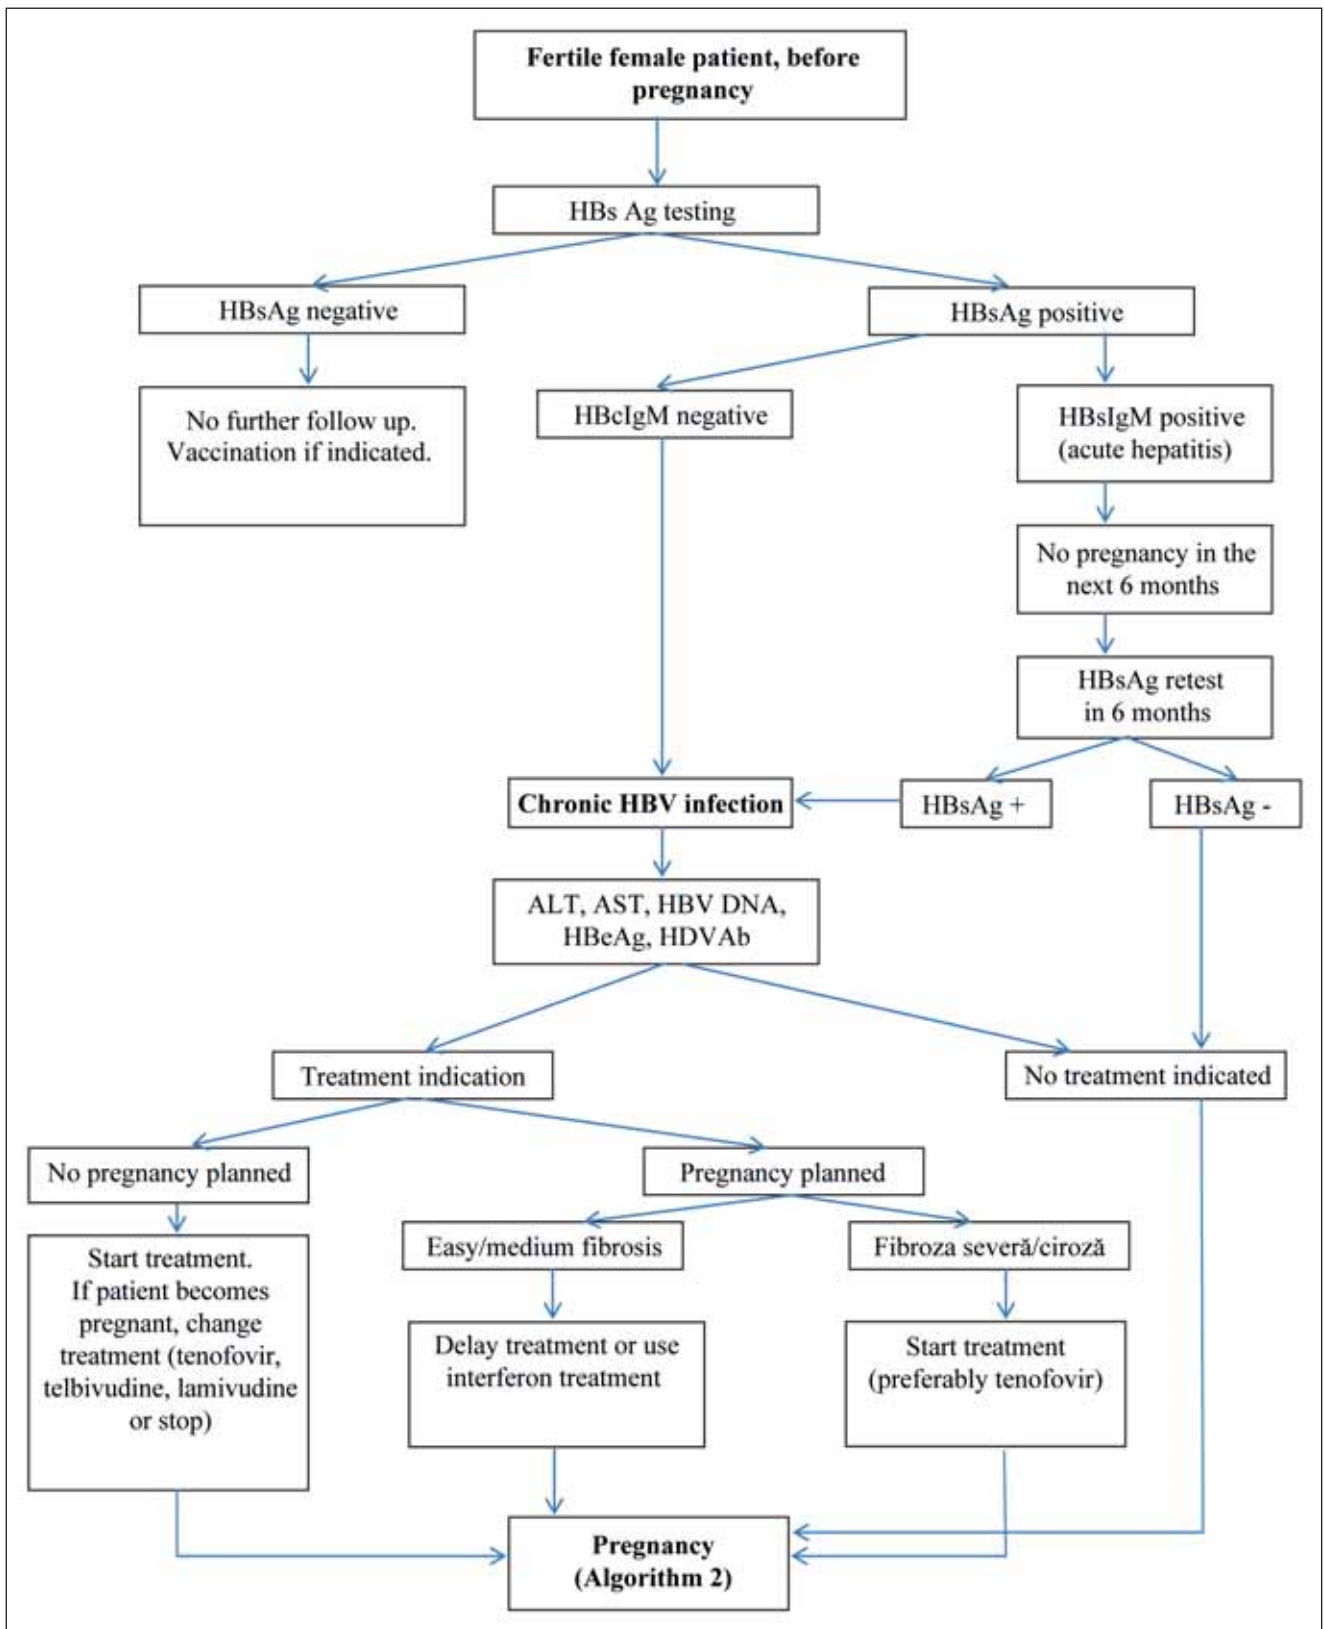 Fertile female patient, before
pregnancy
HBs Ag testing
HBsAg negative
HBsAg positive
No further follow up.
Vaccination if indicated.
HBcIgM negative
HBsIgM positive
(acute hepatitis)
No pregnancy in the
next 6 months
HBsAg retest
in 6 months
Chronic HBV infection
HBsAg +
HBsAg -
ALT, AST, HBV DNA,
HBeAg, HDVAb
Treatment indication
No treatment indicated
No pregnancy planned
Pregnancy planned
Start treatment.
If patient becomes
pregnant, change
treatment (tenofovir,
telbivudine, lamivudine
or stop)
Easy/medium fibrosis
Fibroza severă/ciroză
Delay treatment or use
interferon treatment
Start treatment
(preferably tenofovir)
Pregnancy
(Algorithm 2)